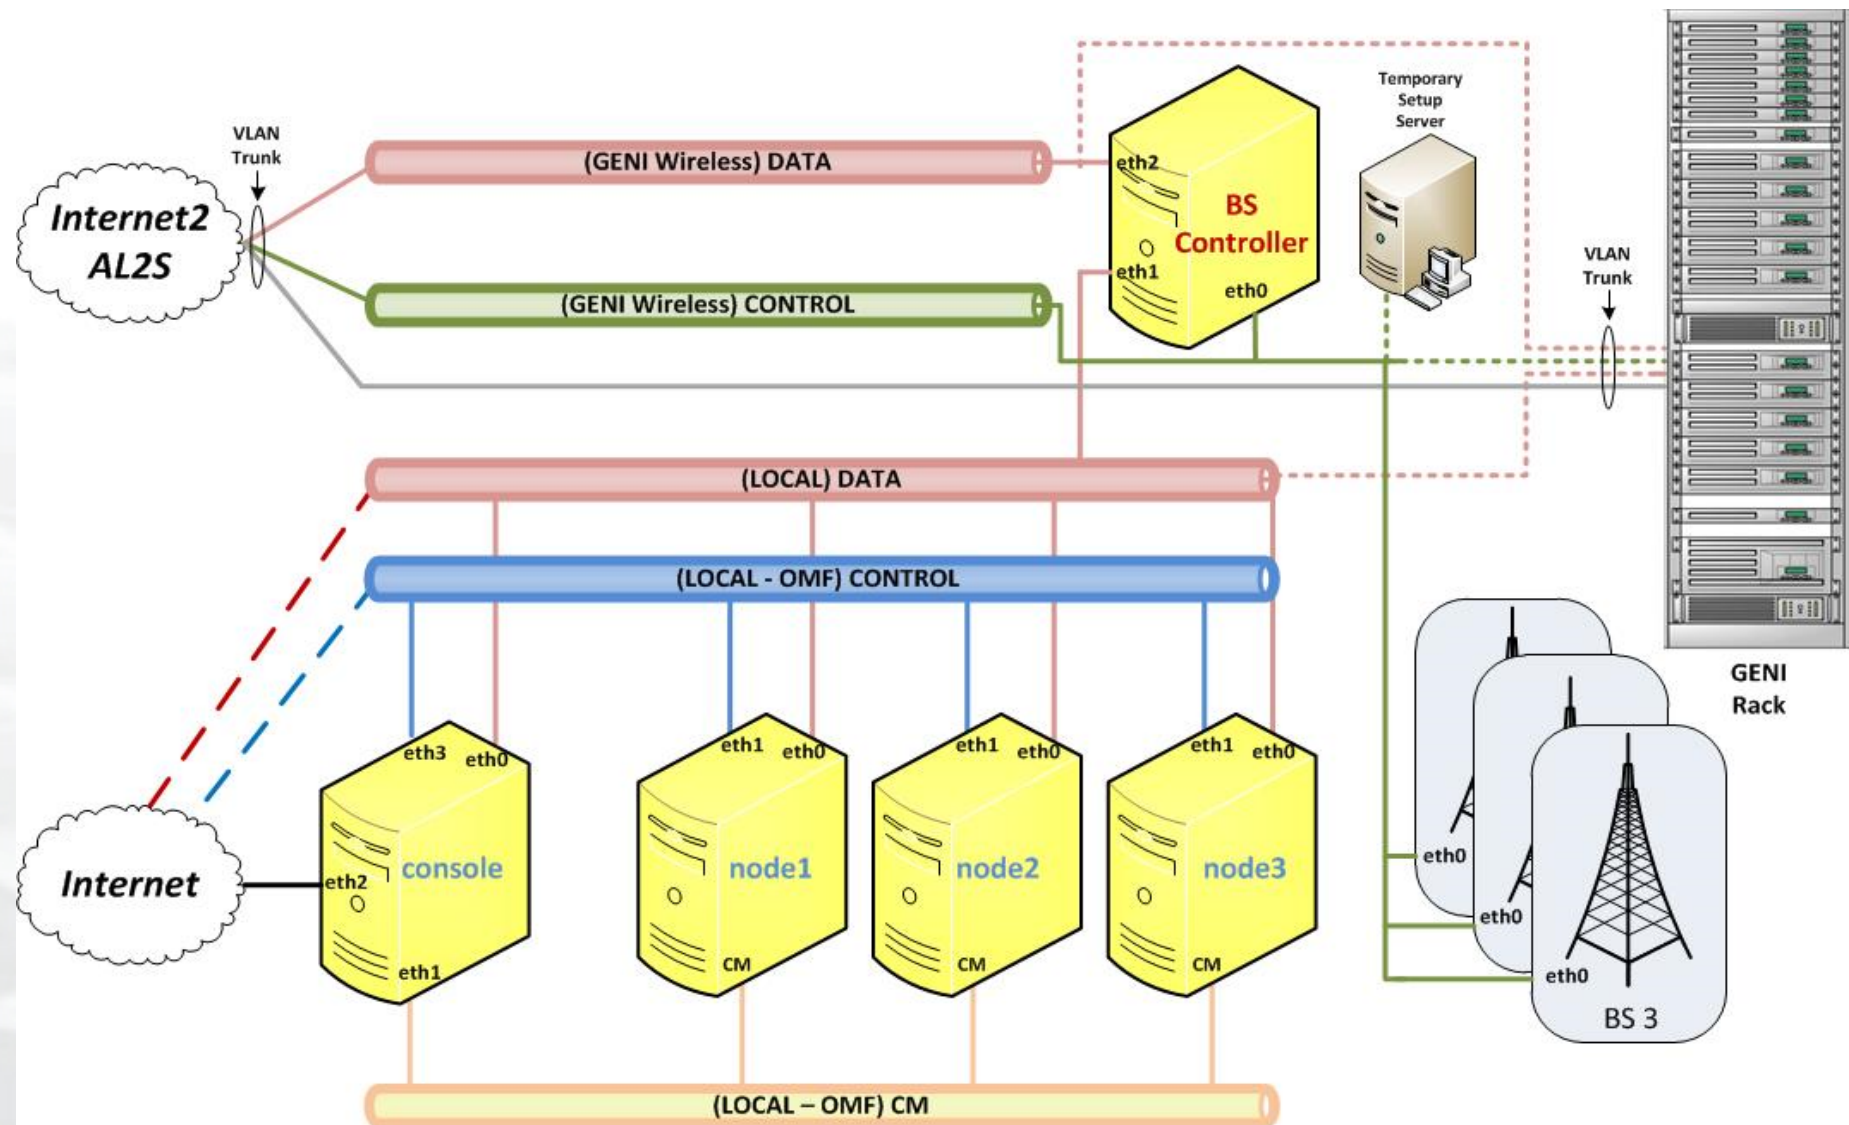 Temporary
Setup
Server
VLAN
Trunk
(GENI Wireless) DATA
eth2
Internet2
AL2S
BS
Controller
eth1
eth0
VLAN
Trunk
(GENI Wireless) CONTROL
(LOCAL) DATA
(LOCAL - OMF) CONTROL
GENI
Rack
eth3
eth0
eth1
eth0
eth1
eth0
eth1
eth0
Internet
eth2
console
node1
node2
node3
eth1
CM
CM
CM
eth0
eth0
eth0
BS 3
(LOCAL – OMF) CM